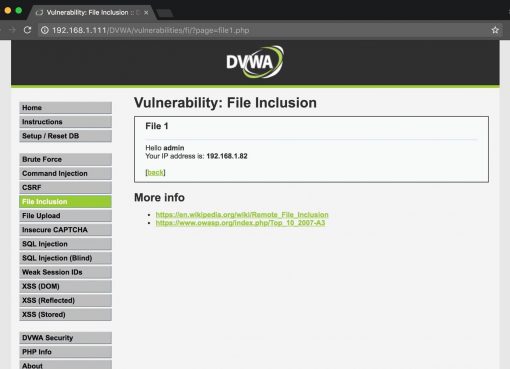 Vulnerability: File Inclusion :: D
192.168.1.111/DVWA/vulnerabilities/fi/?page=file1.php
DVWA
Home
Instructions
Setup / Reset DB
Brute Force
Command Injection
CSRF
File Inclusion
File Upload
Insecure CAPTCHA
SQL Injection
SQL Injection (Blind)
Weak Session IDs
XSS (DOM)
XSS (Reflected)
XSS (Stored)
DVWA Security
PHP Info
About
Vulnerability: File Inclusion
File 1
Hello admin
Your IP address is: 192.168.1.82
[back]
More info
https://en.wikipedia.org/wiki/Remote_File_Inclusion
https://www.owasp.org/index.php/Top_10_2007-A3